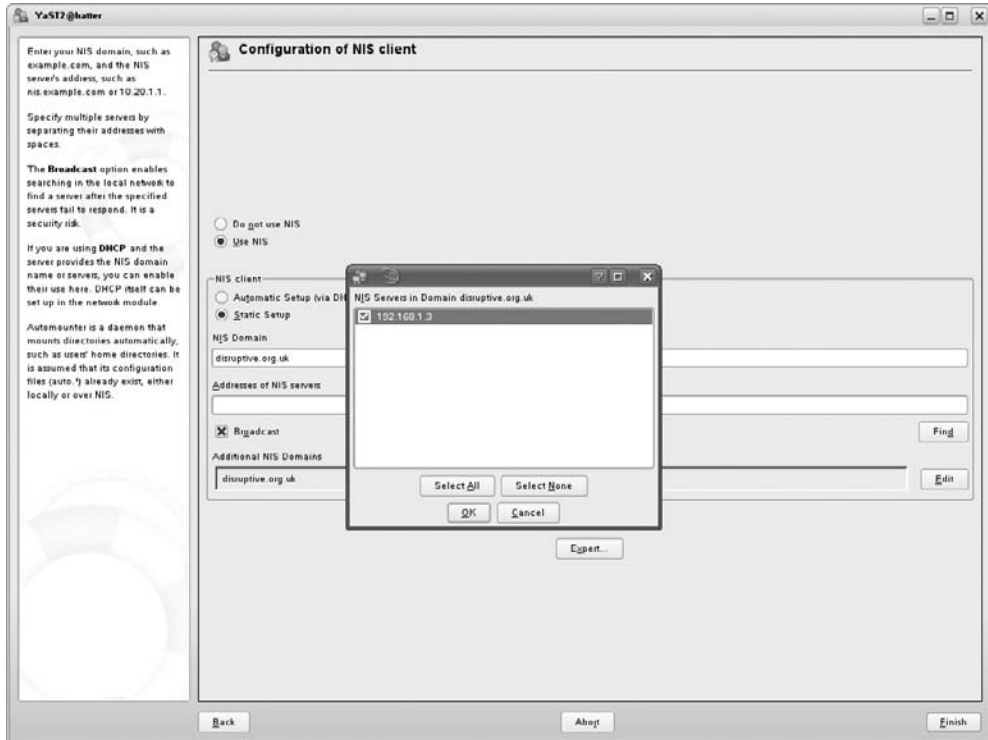 YaST2@hatter
Enter your NIS domain, such as
example.com, and the NIS
server's address, such as
nis.example.com or 10.20.1.1.
Specify multiple servers by
separating their addresses with
spaces.
The Broadcast option enables
searching in the local network to
find a server after the specified
servers fail to respond. It is a
security risk.
If you are using DHCP and the
server provides the NIS domain
name or servers, you can enable
their use here. DHCP itself can be
set up in the network module.
Automounter is a daemon that
mounts directories automatically,
such as users' home directories. It
is assumed that its configuration
files (auto.*) already exist, either
locally or over NIS.
Configuration of NIS client
Do not use NIS
Use NIS
NIS client
Automatic Setup (via DH
Static Setup
NIS Domain
disruptive.org.uk
Addresses of NIS servers
Broadcast
Find
Additional NIS Domains
disruptive.org.uk
Edit
NIS Servers in Domain disruptive.org.uk
192.168.1.3
Select All
Select None
OK
Cancel
Expert...
Back
Abort
Finish